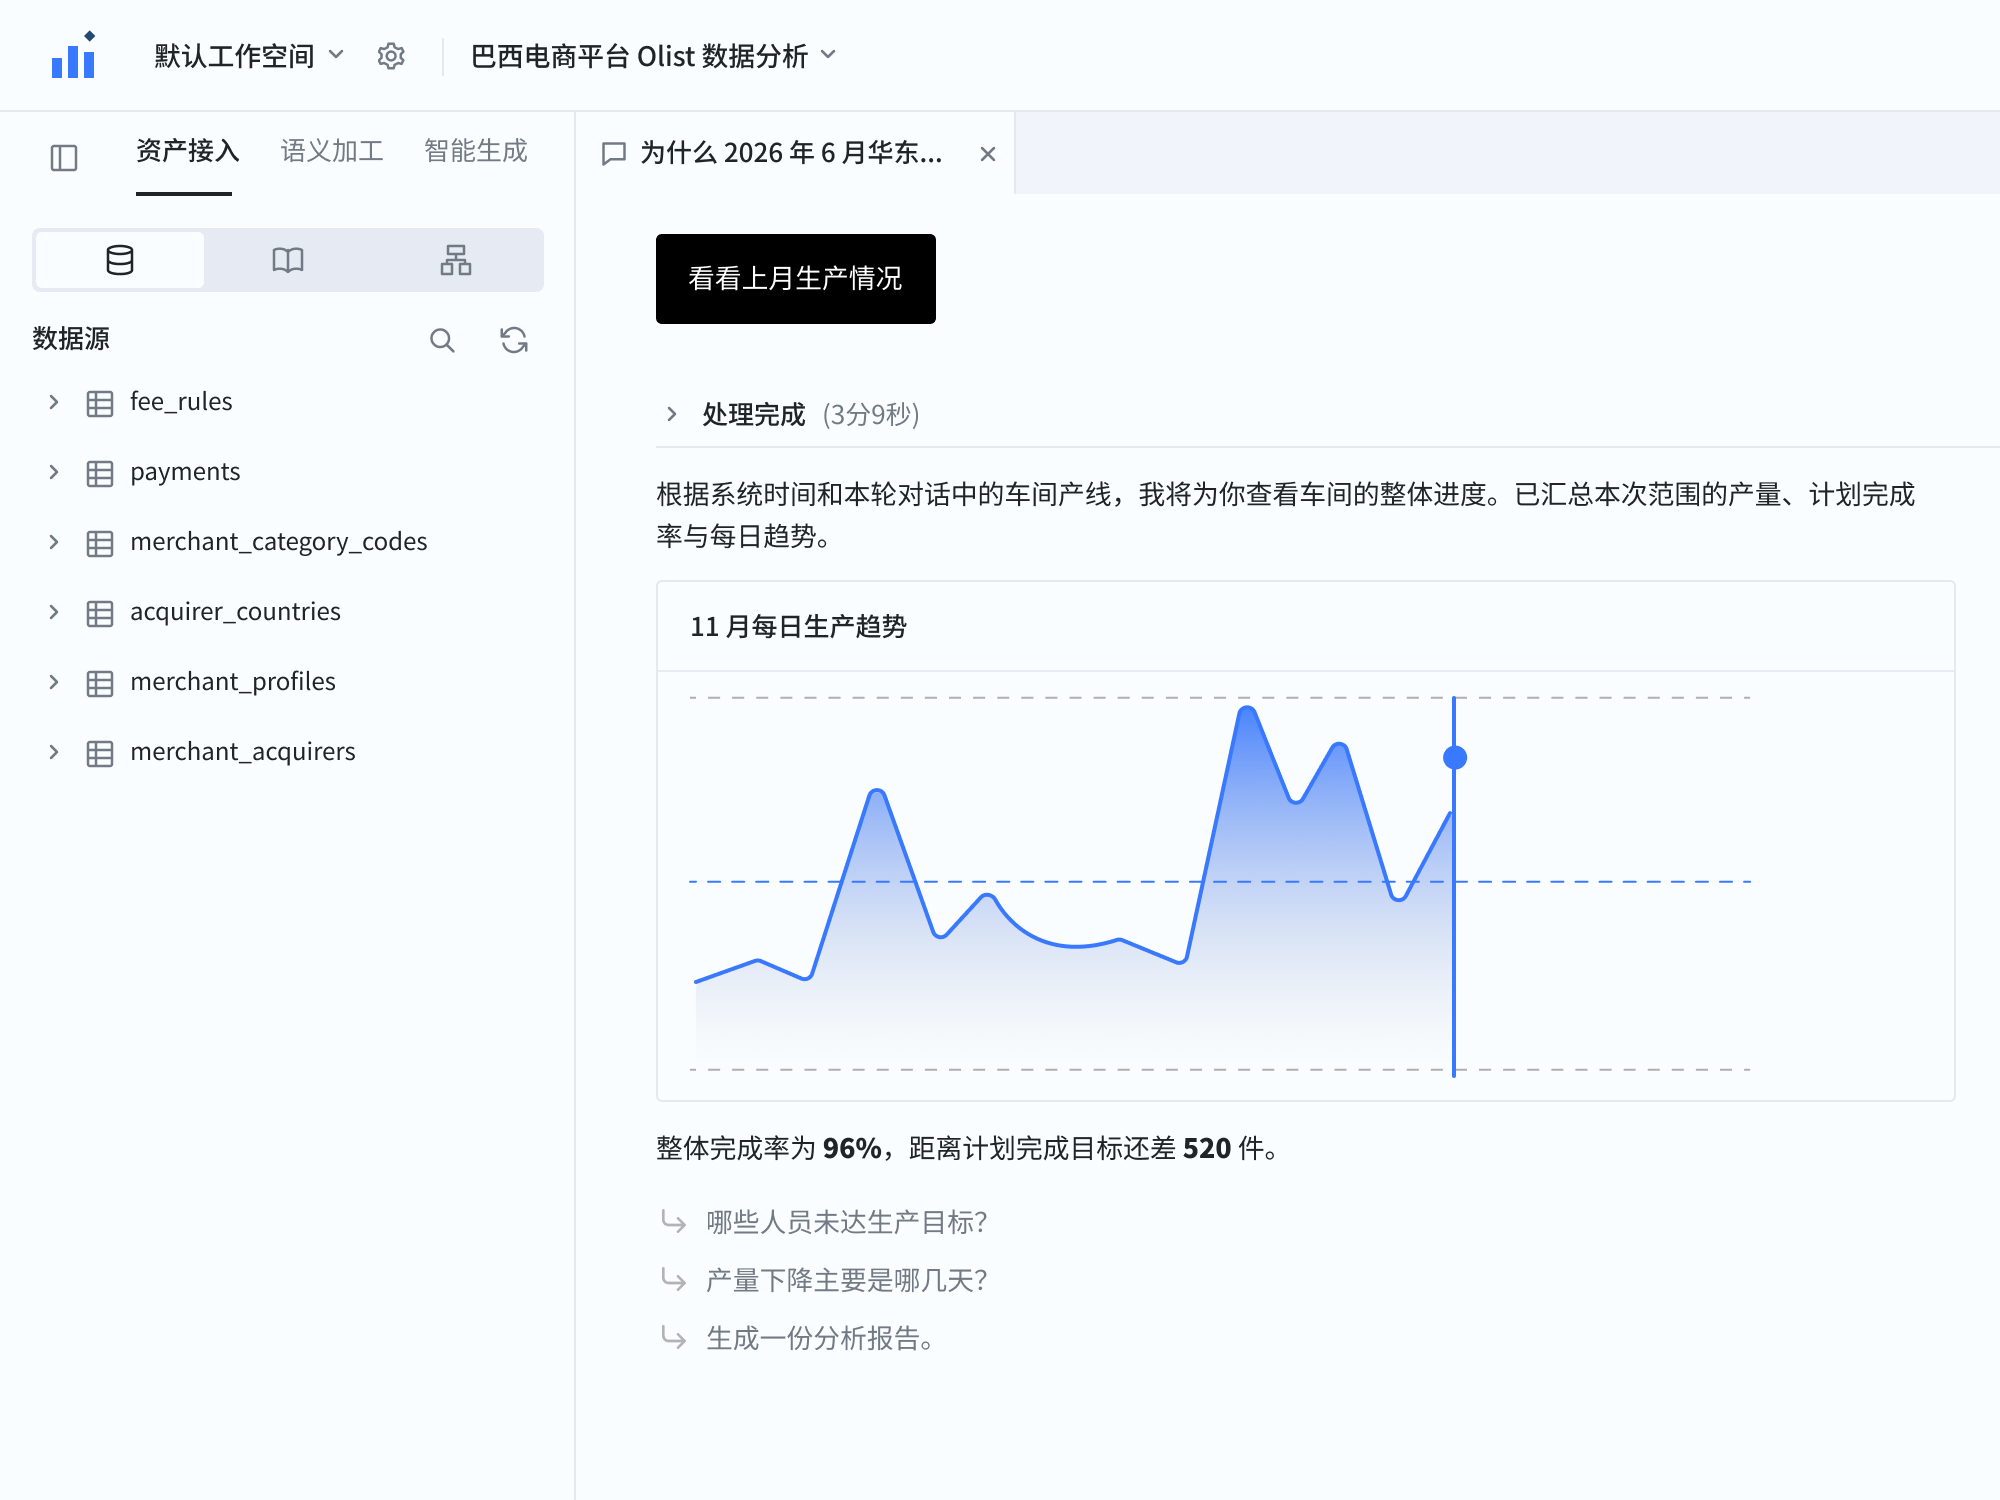 默认工作空间
巴西电商平台 Olist 数据分析
资产接入
语义加工
智能生成
为什么 2026 年 6 月华东...
数据源
fee_rules
payments
merchant_category_codes
acquirer_countries
merchant_profiles
merchant_acquirers
看看上月生产情况
处理完成 (3分9秒)
根据系统时间和本轮对话中的车间产线，我将为你查看车间的整体进度。已汇总本次范围的产量、计划完成
率与每日趋势。
11 月每日生产趋势
整体完成率为 96%，距离计划完成目标还差 520 件。
哪些人员未达生产目标？
产量下降主要是哪几天？
生成一份分析报告。